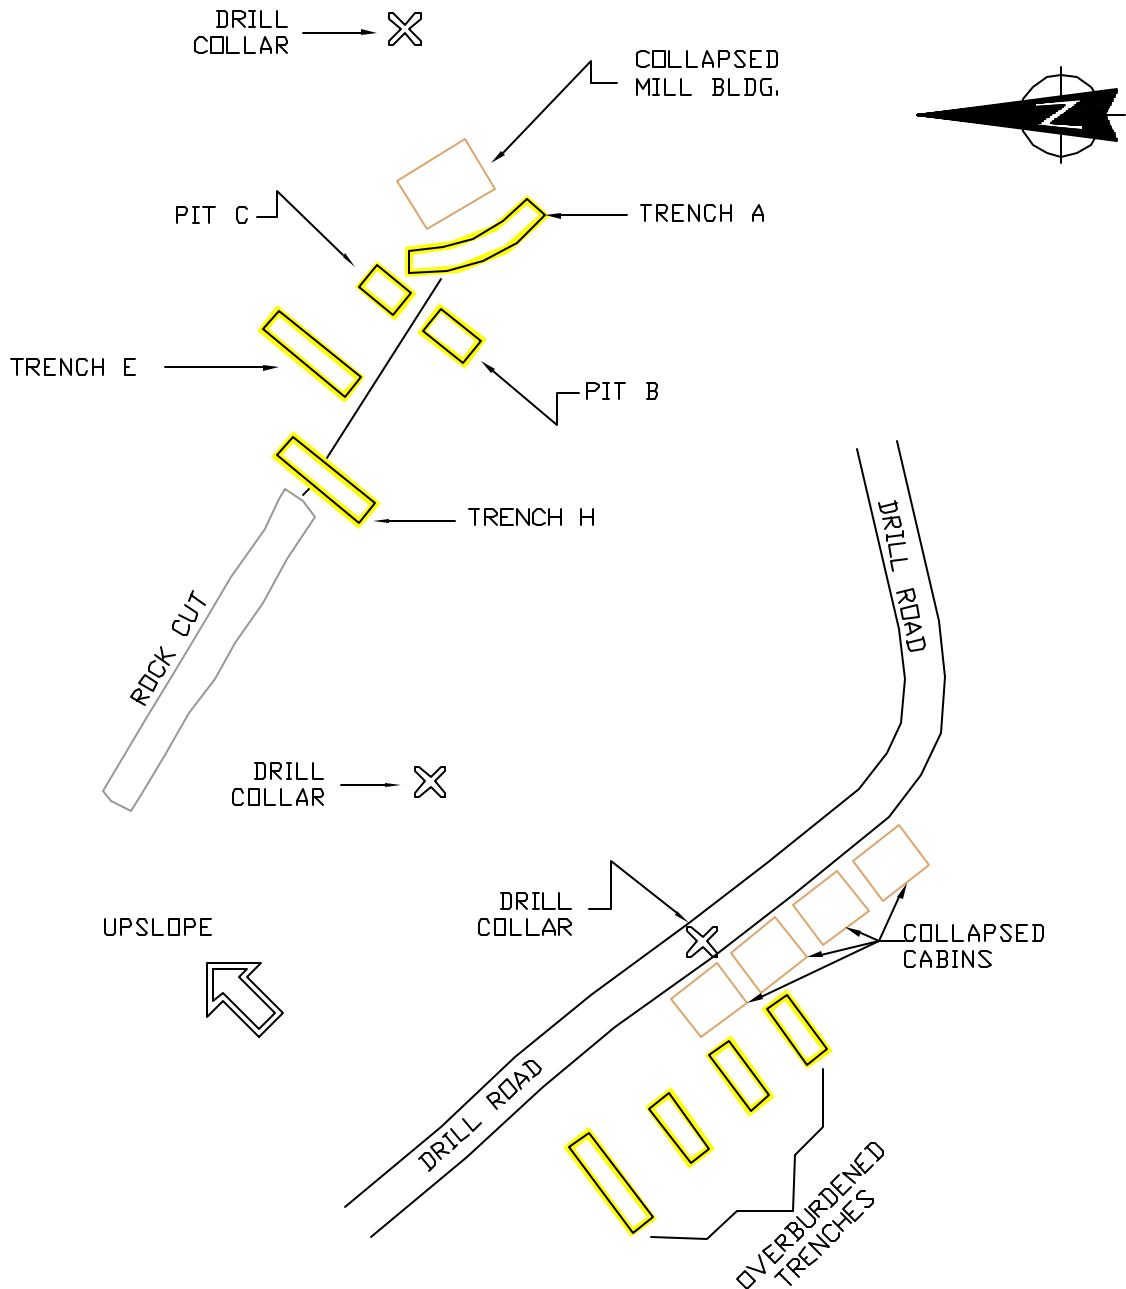 DRILL
COLLAR
COLLAPSED
MILL BLDG.
N
PIT C
TRENCH A
TRENCH E
PIT B
TRENCH H
DRILL ROAD
ROCK CUT
DRILL
COLLAR
DRILL
COLLAR
UPSLOPE
COLLAPSED
CABINS
DRILL ROAD
OVERBURDENED
TRENCHES